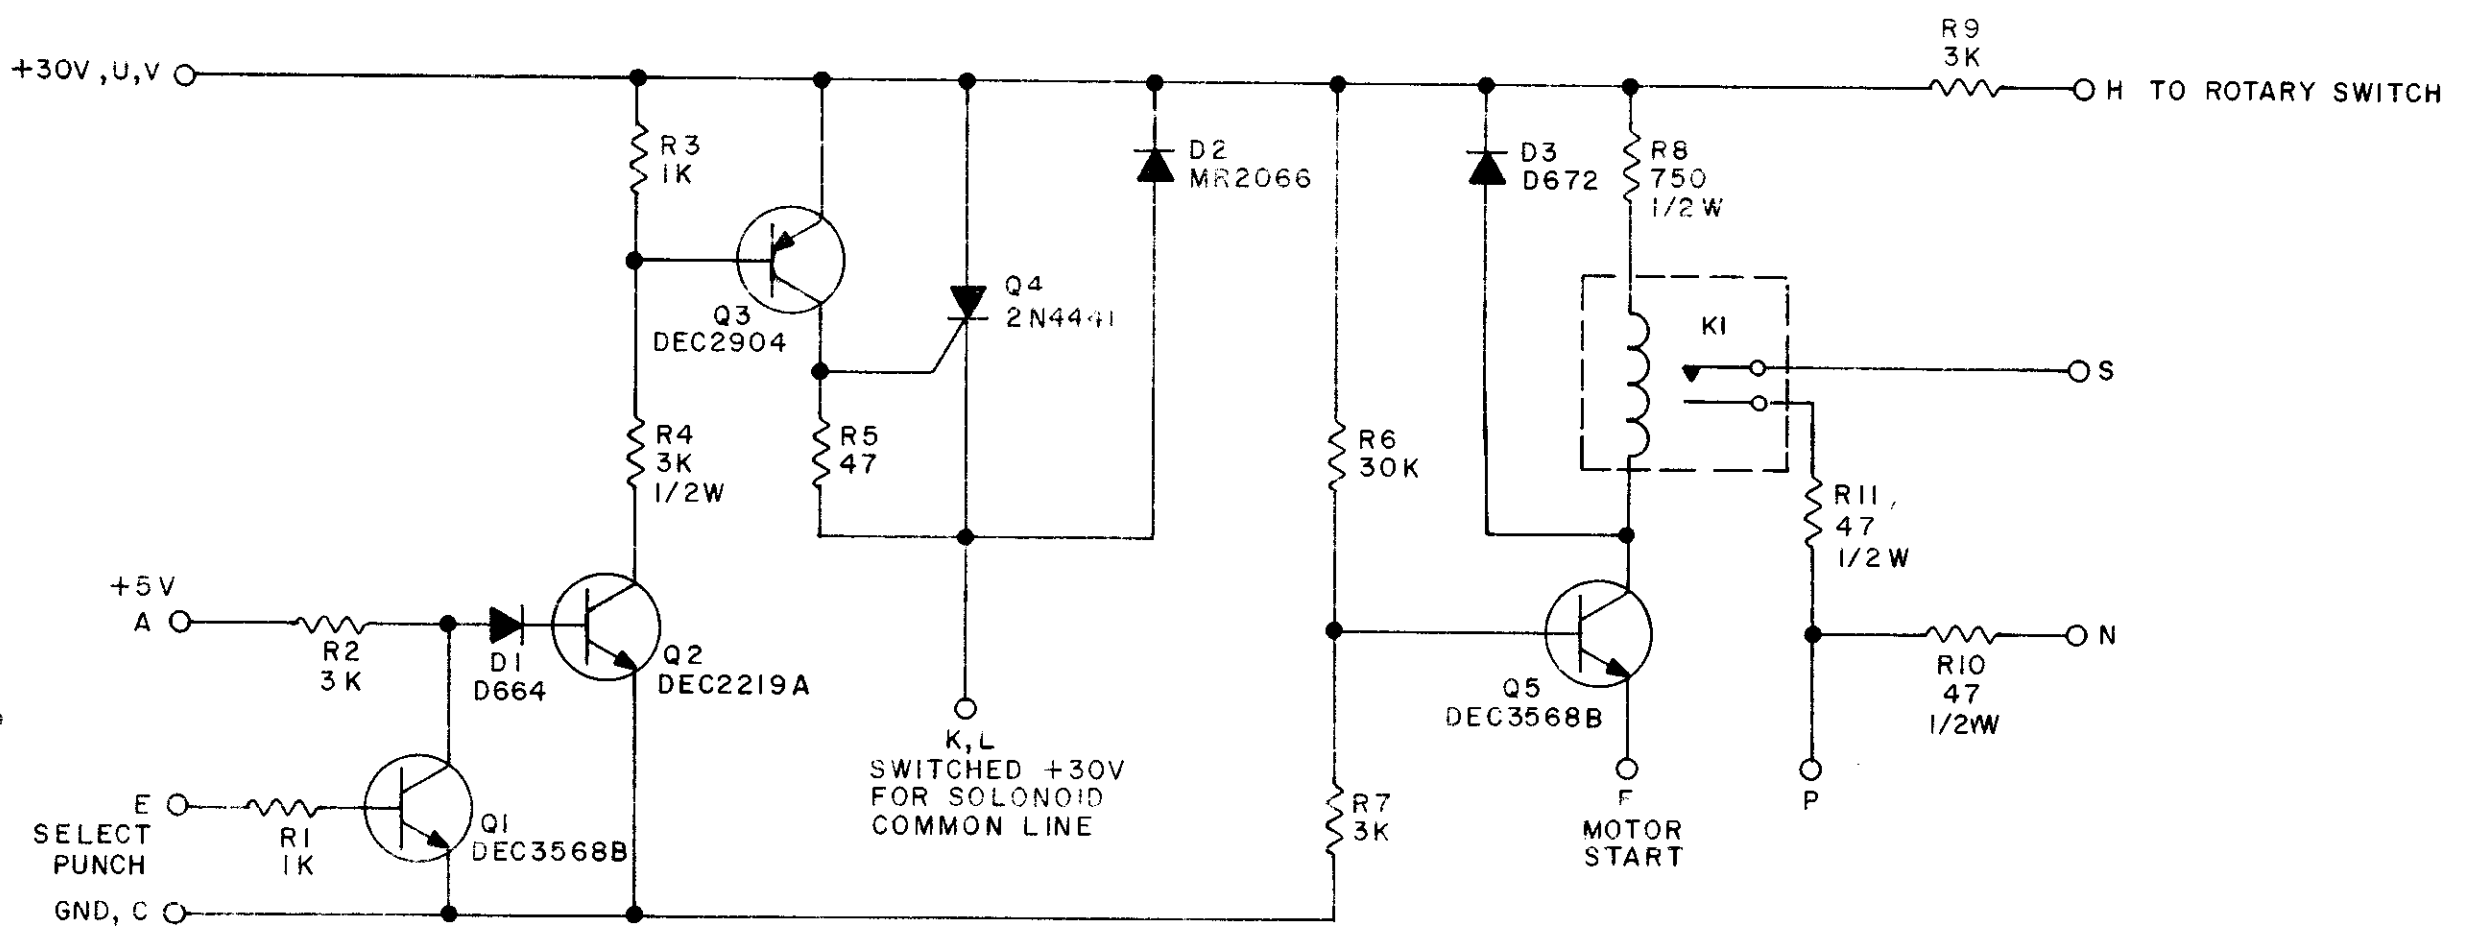 R9
3K
+30V,U,V
H TO ROTARY SWITCH
R3
1K
D2
MR2066
D3
D672
R8
750
1/2W
Q3
DEC2904
Q4
2N4441
K1
S
R4
3K
1/2W
R5
47
R6
30K
R11
47
1/2W
+5V
A
R2
3K
D1
D664
Q2
DEC2219A
Q5
DEC3568B
N
R10
47
1/2W
K,L
SWITCHED +30V
FOR SOLONOID
COMMON LINE
E
SELECT
PUNCH
R1
1K
Q1
DEC3568B
R7
3K
F
MOTOR
START
P
GND, C